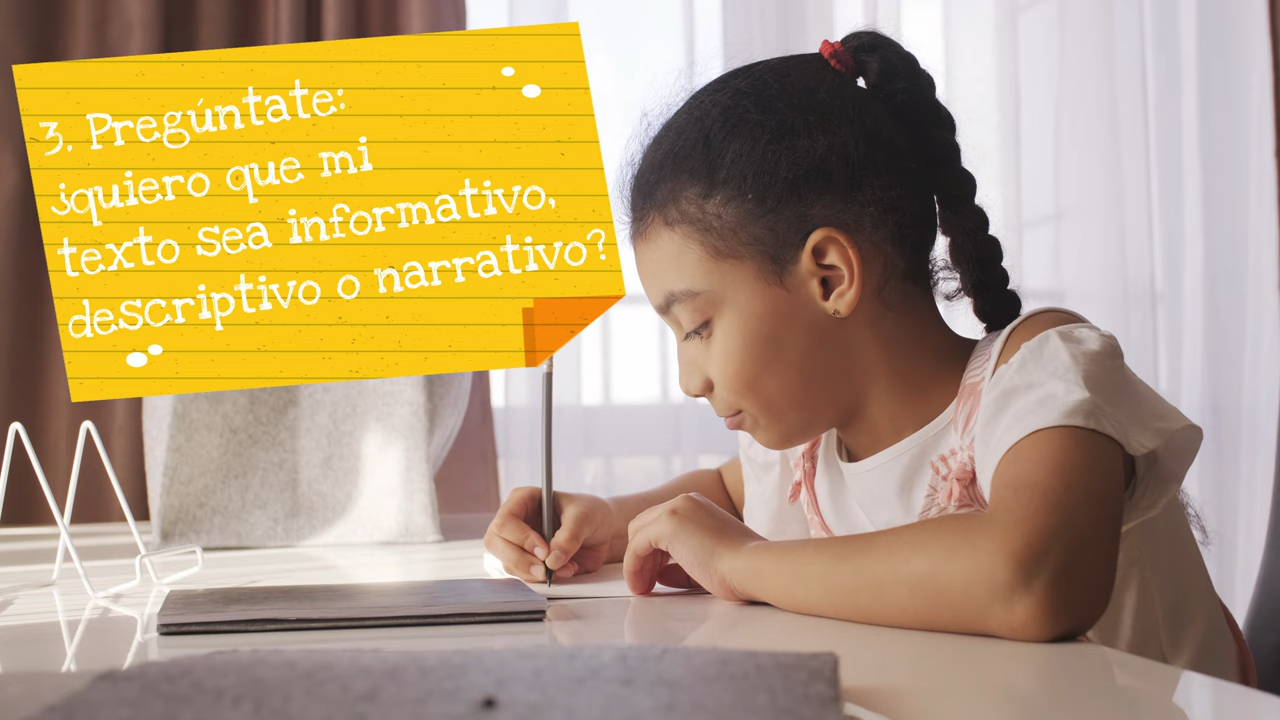 3. Pregúntate:
¿quiero que mi
texto sea informativo,
descriptivo o narrativo?